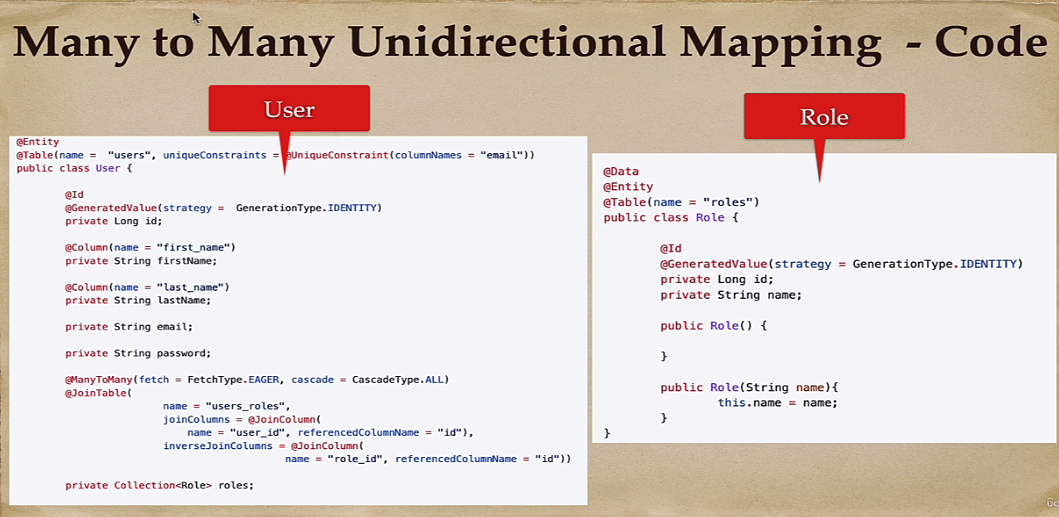 Many to Many Unidirectional Mapping - Code
User
@Entity
@Table(name = "users", uniqueConstraints = @UniqueConstraint(columnNames = "email"))
public class User {
@Id
@GeneratedValue(strategy = GenerationType.IDENTITY)
private Long id;
@Column(name = "first_name")
private String firstName;
@Column(name = "last_name")
private String lastName;
private String email;
private String password;
@ManyToMany(fetch = FetchType.EAGER, cascade = CascadeType.ALL)
@JoinTable(
name = "users_roles",
joinColumns = @JoinColumn(
name = "user_id", referencedColumnName = "id"),
inverseJoinColumns = @JoinColumn(
name = "role_id", referencedColumnName = "id"))
private Collection<Role> roles;
Role
@Data
@Entity
@Table(name = "roles")
public class Role {
@Id
@GeneratedValue(strategy = GenerationType.IDENTITY)
private Long id;
private String name;
public Role() {
}
public Role(String name){
this.name = name;
}
}